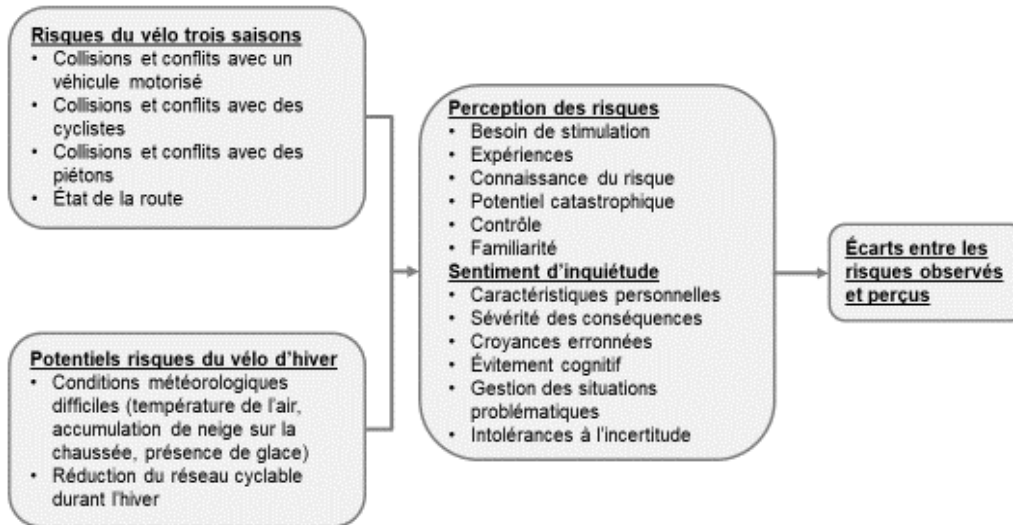 Risques du vélo trois saisons
• Collisions et conflits avec un
véhicule motorisé
• Collisions et conflits avec des
cyclistes
• Collisions et conflits avec des
piétons
• État de la route
Potentiels risques du vélo d'hiver
• Conditions météorologiques
difficiles (température de l'air,
accumulation de neige sur la
chaussée, présence de glace)
• Réduction du réseau cyclable
durant l'hiver
Perception des risques
• Besoin de stimulation
• Expériences
• Connaissance du risque
• Potentiel catastrophique
• Contrôle
• Familiarité
Sentiment d'inquiétude
• Caractéristiques personnelles
• Sévérité des conséquences
• Croyances erronnées
• Évitement cognitif
• Gestion des situations
problématiques
• Intolérances à l'incertitude
Écarts entre les
risques observés
et perçus